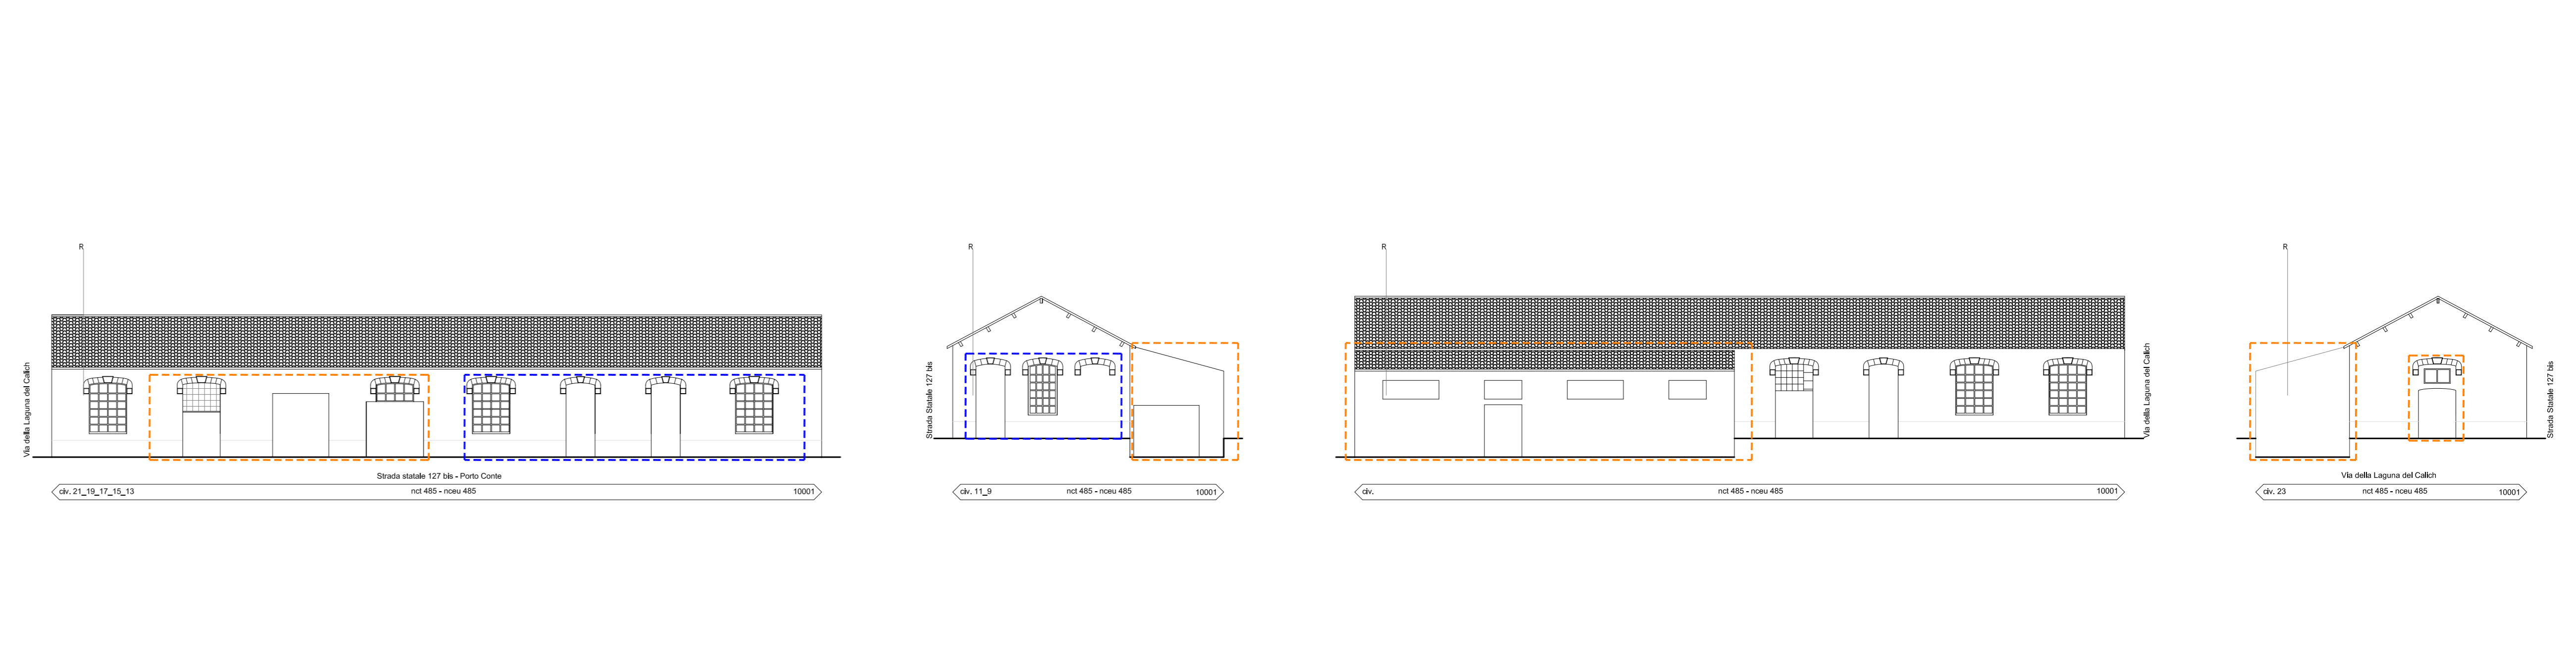 R
Via della Laguna del Calich
Strada statale 127 bis - Porto Conte
civ. 21_19_17_15_13
nct 485 - nceu 485
10001
R
Strada Statale 127 bis
civ. 11_9
nct 485 - nceu 485
10001
R
Via della Laguna del Calich
civ.
nct 485 - nceu 485
10001
R
Strada Statale 127 bis
Via della Laguna del Calich
civ. 23
nct 485 - nceu 485
10001